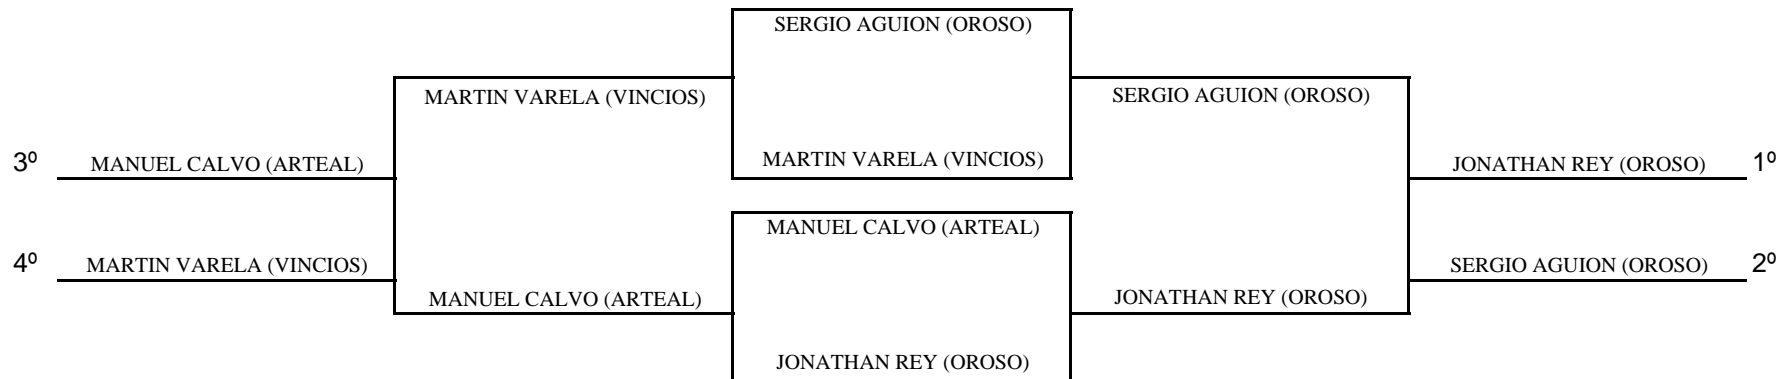 SERGIO AGUION (OROSO)
MARTIN VARELA (VINCIOS)
SERGIO AGUION (OROSO)
3º MANUEL CALVO (ARTEAL)
MARTIN VARELA (VINCIOS)
JONATHAN REY (OROSO) 1º
MANUEL CALVO (ARTEAL)
4º MARTIN VARELA (VINCIOS)
SERGIO AGUION (OROSO) 2º
MANUEL CALVO (ARTEAL)
JONATHAN REY (OROSO)
JONATHAN REY (OROSO)